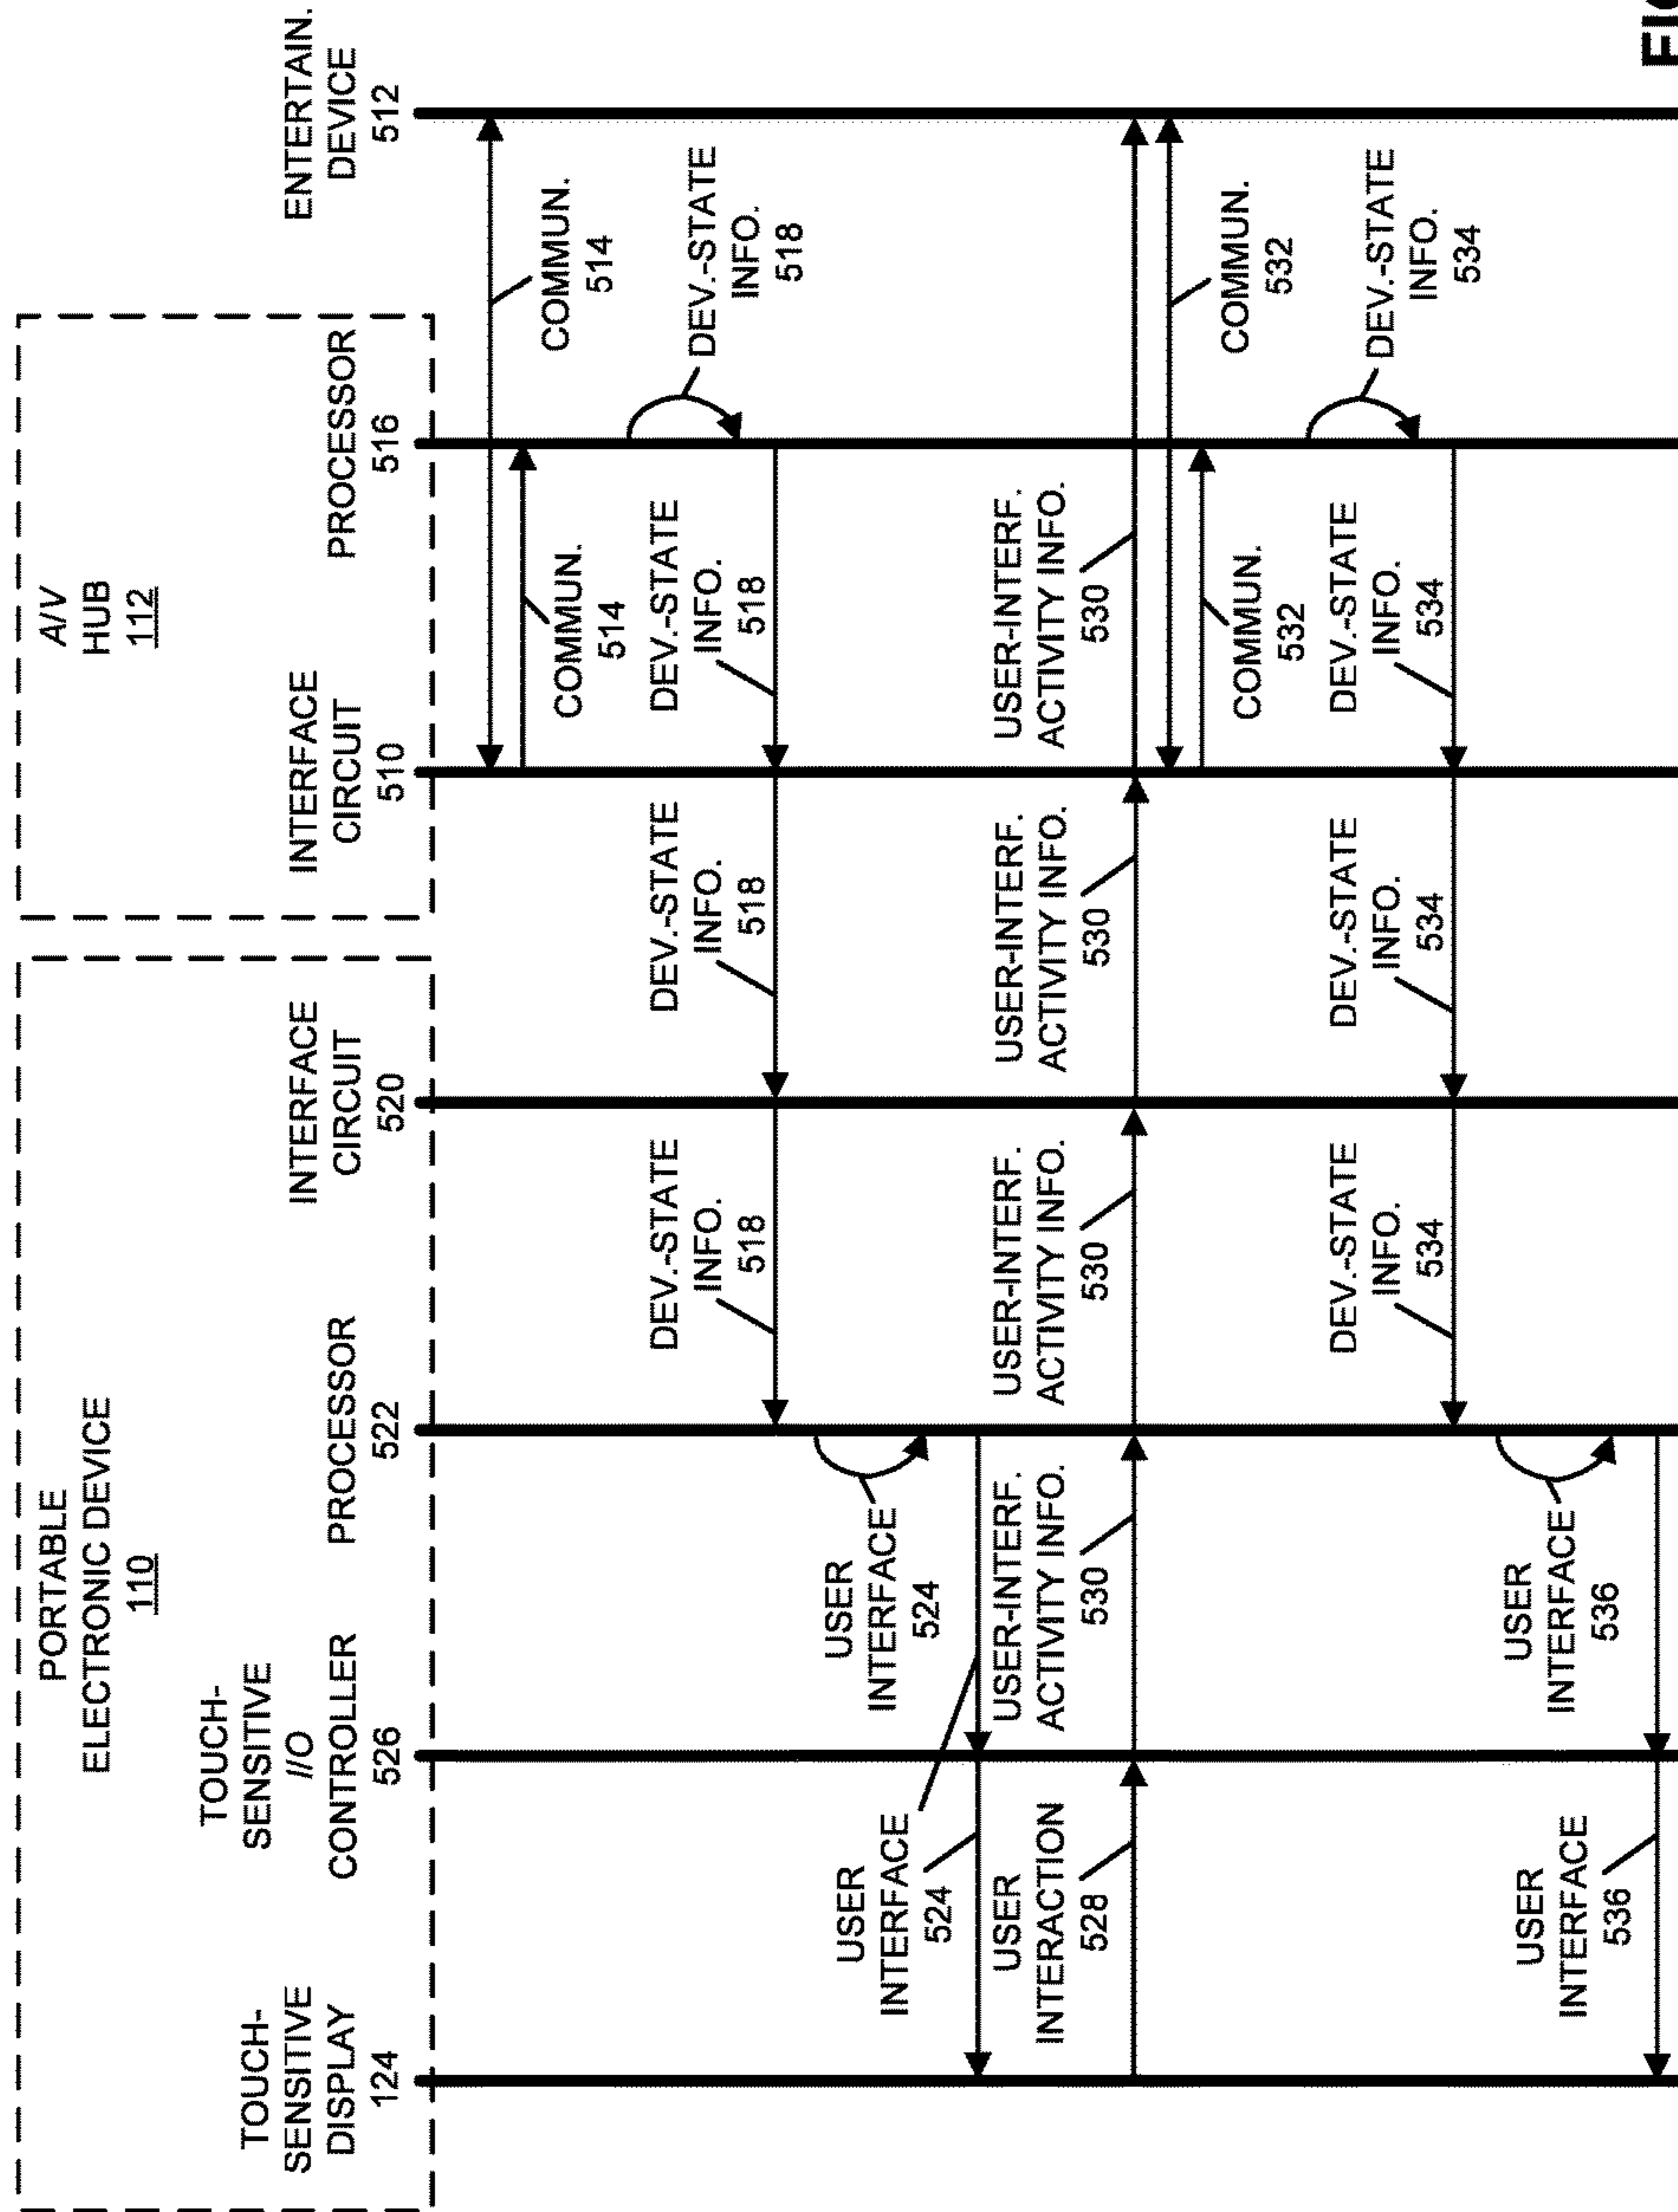 PORTABLE
ELECTRONIC DEVICE
110
A/V
HUB
112
TOUCH-
SENSITIVE
DISPLAY
124
TOUCH-
SENSITIVE
I/O
CONTROLLER
526
PROCESSOR
522
INTERFACE
CIRCUIT
520
INTERFACE
CIRCUIT
510
PROCESSOR
516
ENTERTAIN.
DEVICE
512
COMMUN.
514
COMMUN.
514
DEV.-STATE
INFO.
518
DEV.-STATE
INFO.
518
DEV.-STATE
INFO.
518
DEV.-STATE
INFO.
518
USER
INTERFACE
524
USER
INTERFACE
524
USER
INTERACTION
528
USER-INTERF.
ACTIVITY INFO.
530
USER-INTERF.
ACTIVITY INFO.
530
USER-INTERF.
ACTIVITY INFO.
530
USER-INTERF.
ACTIVITY INFO.
530
COMMUN.
532
COMMUN.
532
DEV.-STATE
INFO.
534
DEV.-STATE
INFO.
534
DEV.-STATE
INFO.
534
DEV.-STATE
INFO.
534
USER
INTERFACE
536
USER
INTERFACE
536